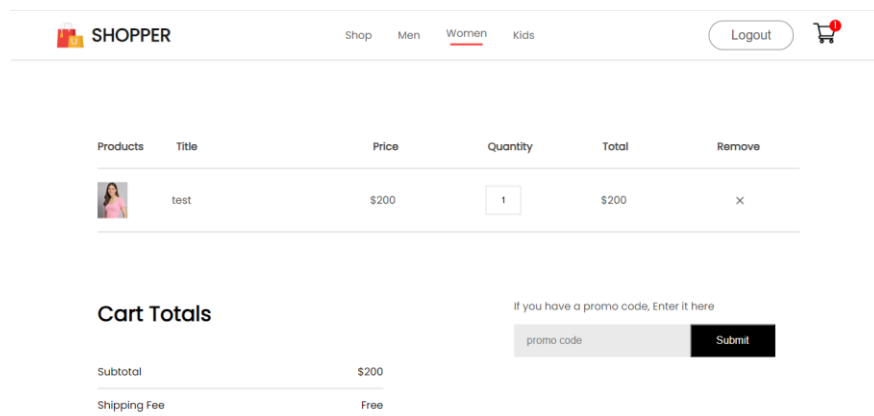 SHOPPER Shop Men Women Kids Logout 1
Products Title Price Quantity Total Remove
test $200 1 $200 ×
Cart Totals
If you have a promo code, Enter it here
promo code Submit
Subtotal $200
Shipping Fee Free